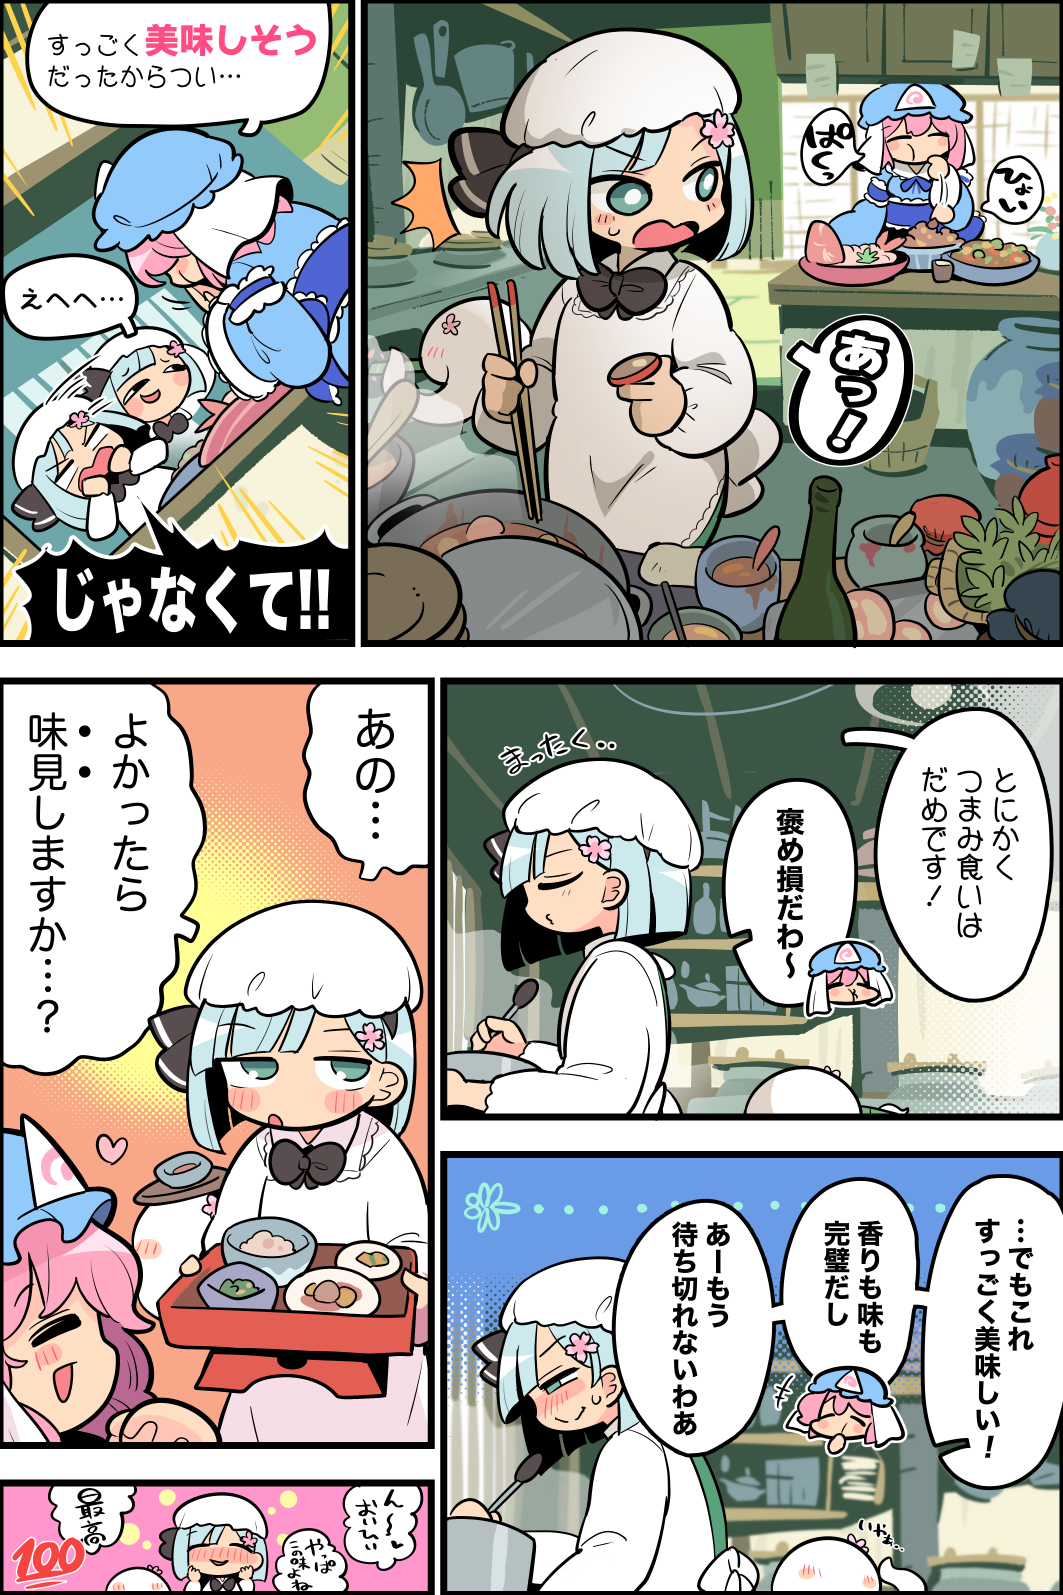 ひょい
ぱくっ
あっ！
すっごく美味しそう
だったからつい…
えへへ…
じゃなくて!!
とにかく
つまみ食いは
だめです！
褒め損だわ〜
まったく‥
…でもこれ
すっごく美味しい！
香りも味も
完璧だし
あーもう
待ち切れないわぁ
いやぁ‥
あの…
よかったら
味見しますか…？
ん〜♥
おいひい
やっぱ
この味よね
最高
100